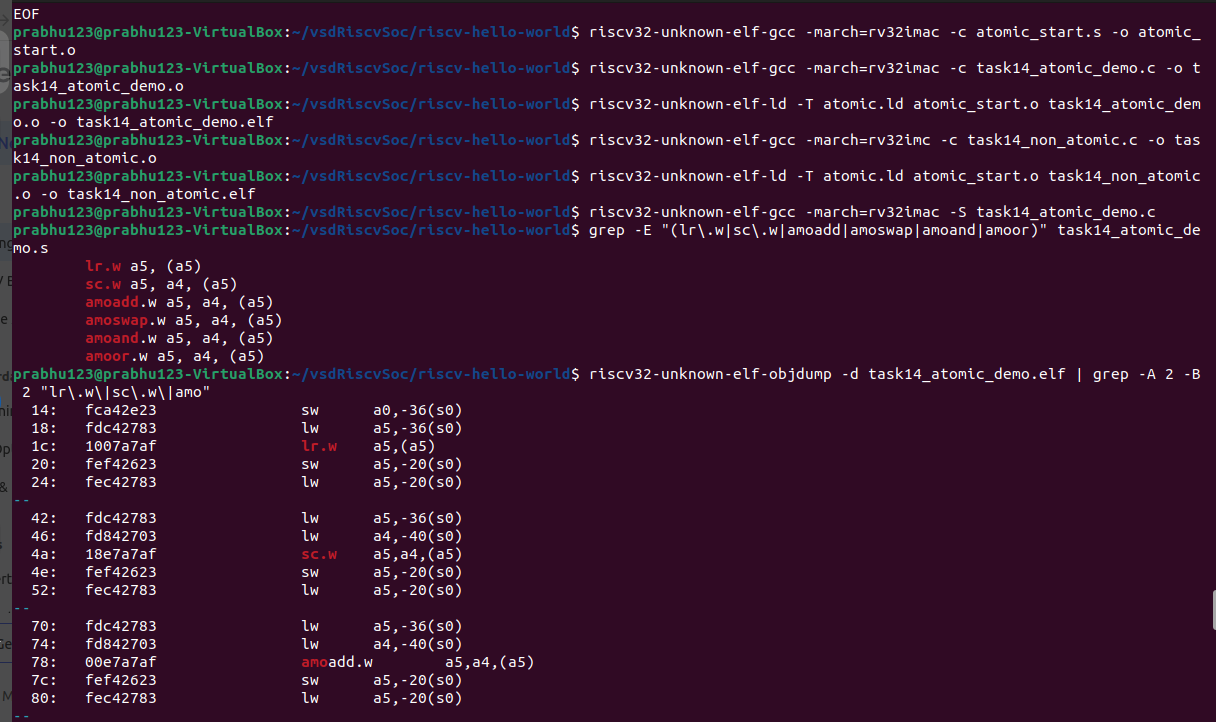 EOF
prabhu123@prabhu123-VirtualBox:~/vsdRiscvSoc/riscv-hello-world$ riscv32-unknown-elf-gcc -march=rv32imac -c atomic_start.s -o atomic_
start.o
prabhu123@prabhu123-VirtualBox:~/vsdRiscvSoc/riscv-hello-world$ riscv32-unknown-elf-gcc -march=rv32imac -c task14_atomic_demo.c -o t
ask14_atomic_demo.o
prabhu123@prabhu123-VirtualBox:~/vsdRiscvSoc/riscv-hello-world$ riscv32-unknown-elf-ld -T atomic.ld atomic_start.o task14_atomic_dem
o.o -o task14_atomic_demo.elf
prabhu123@prabhu123-VirtualBox:~/vsdRiscvSoc/riscv-hello-world$ riscv32-unknown-elf-gcc -march=rv32imc -c task14_non_atomic.c -o tas
k14_non_atomic.o
prabhu123@prabhu123-VirtualBox:~/vsdRiscvSoc/riscv-hello-world$ riscv32-unknown-elf-ld -T atomic.ld atomic_start.o task14_non_atomic
.o -o task14_non_atomic.elf
prabhu123@prabhu123-VirtualBox:~/vsdRiscvSoc/riscv-hello-world$ riscv32-unknown-elf-gcc -march=rv32imac -S task14_atomic_demo.c
prabhu123@prabhu123-VirtualBox:~/vsdRiscvSoc/riscv-hello-world$ grep -E "(lr\.w|sc\.w|amoadd|amoswap|amoand|amoor)" task14_atomic_de
mo.s
lr.w a5, (a5)
sc.w a5, a4, (a5)
amoadd.w a5, a4, (a5)
amoswap.w a5, a4, (a5)
amoand.w a5, a4, (a5)
amoor.w a5, a4, (a5)
prabhu123@prabhu123-VirtualBox:~/vsdRiscvSoc/riscv-hello-world$ riscv32-unknown-elf-objdump -d task14_atomic_demo.elf | grep -A 2 -B
2 "lr\.w\|sc\.w\|amo"
14: fca42e23 sw a0,-36(s0)
18: fdc42783 lw a5,-36(s0)
1c: 1007a7af lr.w a5,(a5)
20: fef42623 sw a5,-20(s0)
24: fec42783 lw a5,-20(s0)
--
42: fdc42783 lw a5,-36(s0)
46: fd842703 lw a4,-40(s0)
4a: 18e7a7af sc.w a5,a4,(a5)
4e: fef42623 sw a5,-20(s0)
52: fec42783 lw a5,-20(s0)
--
70: fdc42783 lw a5,-36(s0)
74: fd842703 lw a4,-40(s0)
78: 00e7a7af amoadd.w a5,a4,(a5)
7c: fef42623 sw a5,-20(s0)
80: fec42783 lw a5,-20(s0)
--